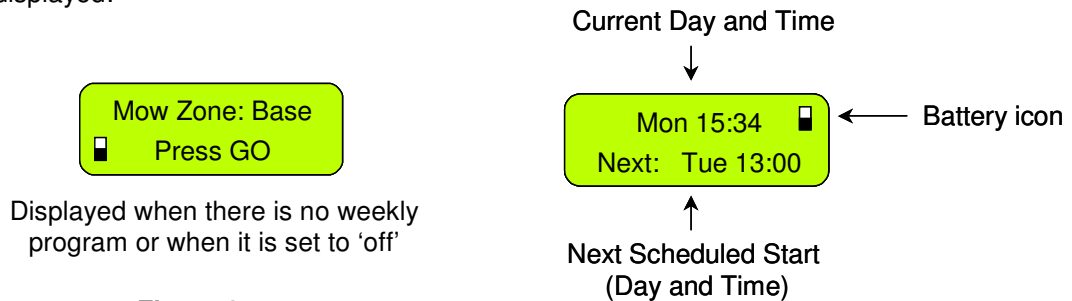 displayed.
Current Day and Time
Mow Zone: Base
Press GO
Mon 15:34
Next: Tue 13:00
Battery icon
Displayed when there is no weekly
program or when it is set to ‘off’
Next Scheduled Start
(Day and Time)